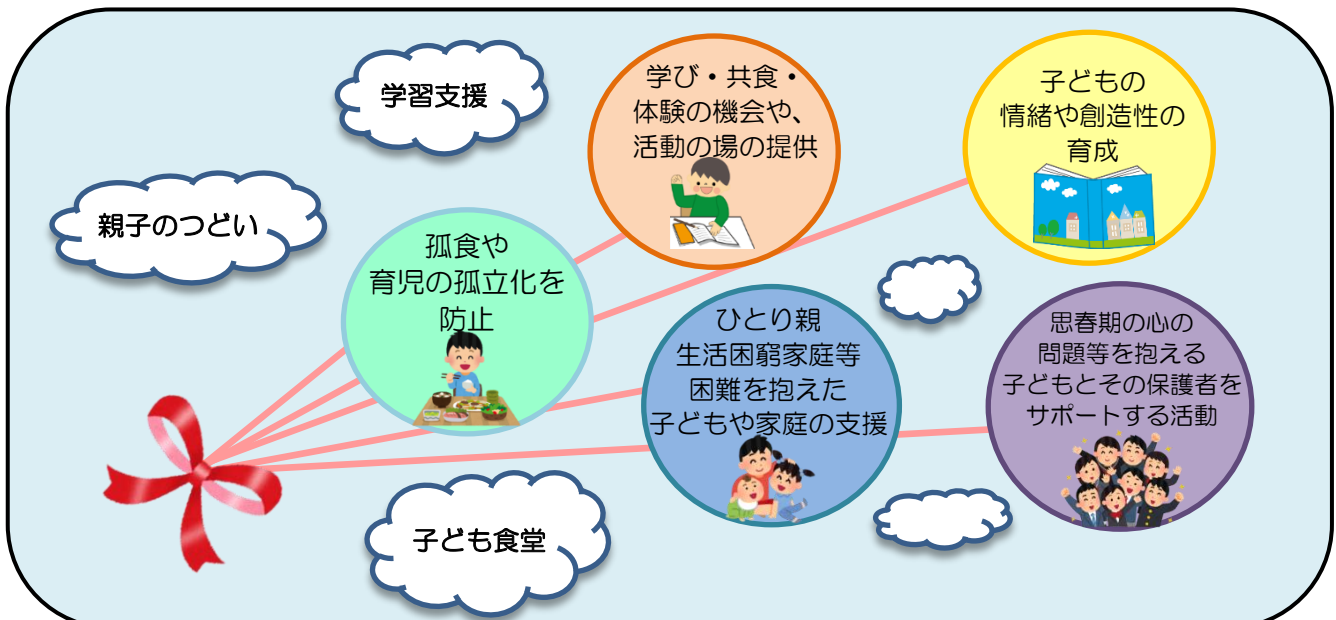 学習支援
親子のつどい
孤食や
育児の孤立化を
防止
学び・共食・
体験の機会や、
活動の場の提供
子どもの
情緒や創造性の
育成
ひとり親
生活困窮家庭等
困難を抱えた
子どもや家庭の支援
思春期の心の
問題等を抱える
子どもとその保護者を
サポートする活動
子ども食堂